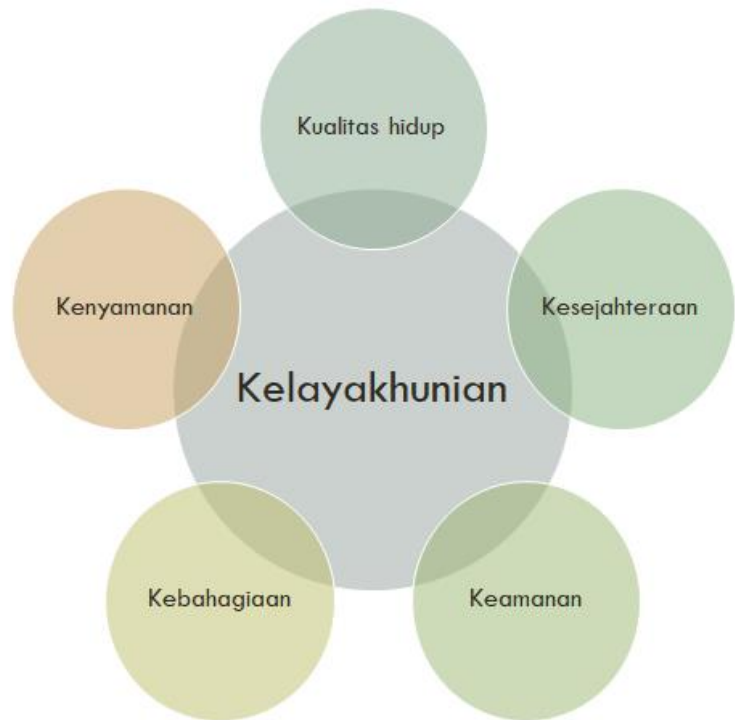 Kualitas hidup
Kenyamanan
Kesejahteraan
Kelayakhunian
Kebahagiaan
Keamanan